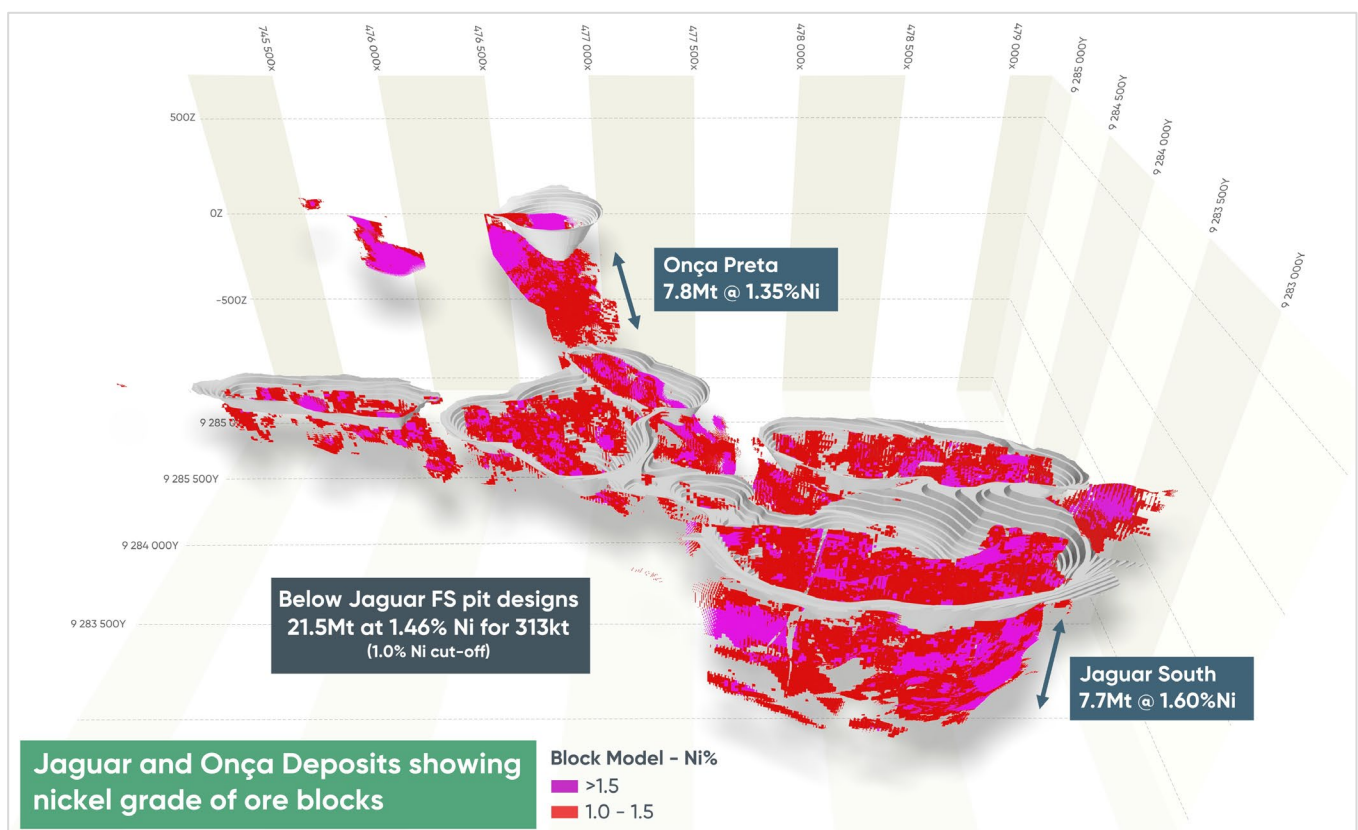 745 500x
476 000x
476 500x
477 000x
477 500x
478 000x
478 500x
479 000x
9 285 000Y
9 284 500Y
9 284 000Y
9 283 500Y
9 283 000Y
500Z
0Z
-500Z
Onça Preta
7.8Mt @ 1.35%Ni
9 285 0
9 285 500Y
9 284 000Y
9 283 500Y
Below Jaguar FS pit designs
21.5Mt at 1.46% Ni for 313kt
(1.0% Ni cut-off)
Jaguar South
7.7Mt @ 1.60%Ni
Jaguar and Onça Deposits showing
nickel grade of ore blocks
Block Model - Ni%
>1.5
1.0 - 1.5